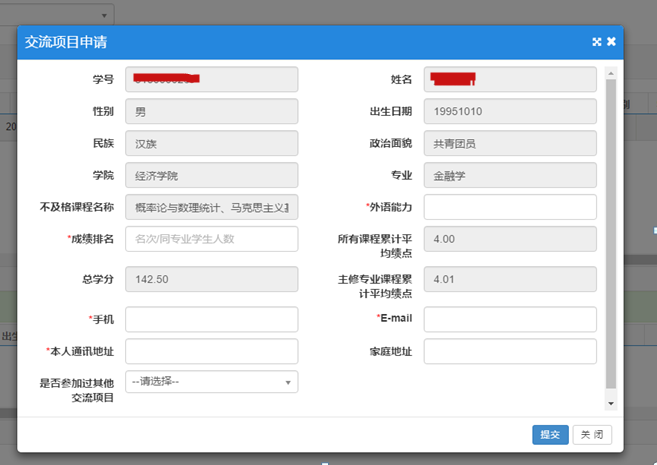 交流项目申请
学号
姓名
性别 男 出生日期 19951010
民族 汉族 政治面貌 共青团员
学院 经济学院 专业 金融学
不及格课程名称 概率论与数理统计、马克思主义基 *外语能力
*成绩排名 名次/同专业学生人数 所有课程累计平
均绩点 4.00
总学分 142.50 主修专业课程累
计平均绩点 4.01
*手机 *E-mail
*本人通讯地址 家庭地址
是否参加过其他
交流项目 --请选择--
提交 关 闭
20
出生